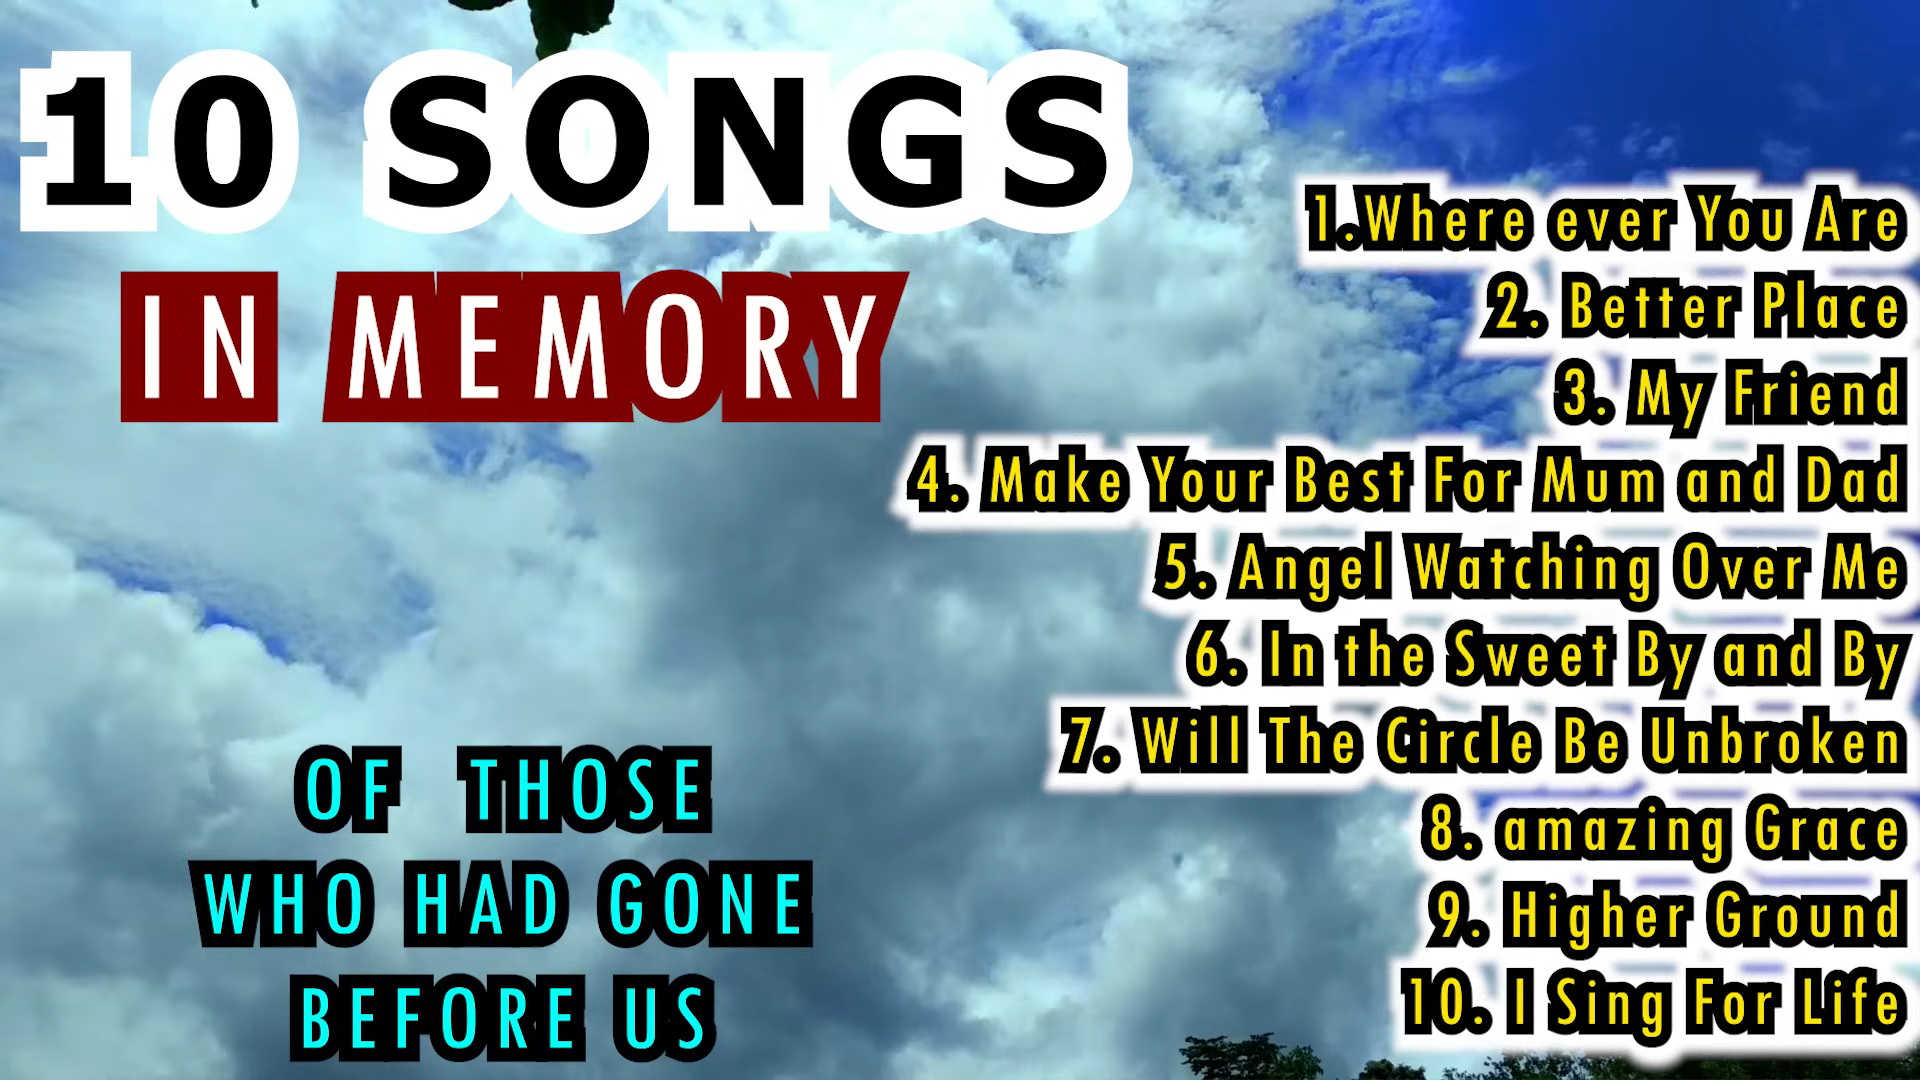 10 SONGS
IN MEMORY
OF THOSE
WHO HAD GONE
BEFORE US
1.Where ever You Are
2. Better Place
3. My Friend
4. Make Your Best For Mum and Dad
5. Angel Watching Over Me
6. In the Sweet By and By
7. Will The Circle Be Unbroken
8. amazing Grace
9. Higher Ground
10. I Sing For Life